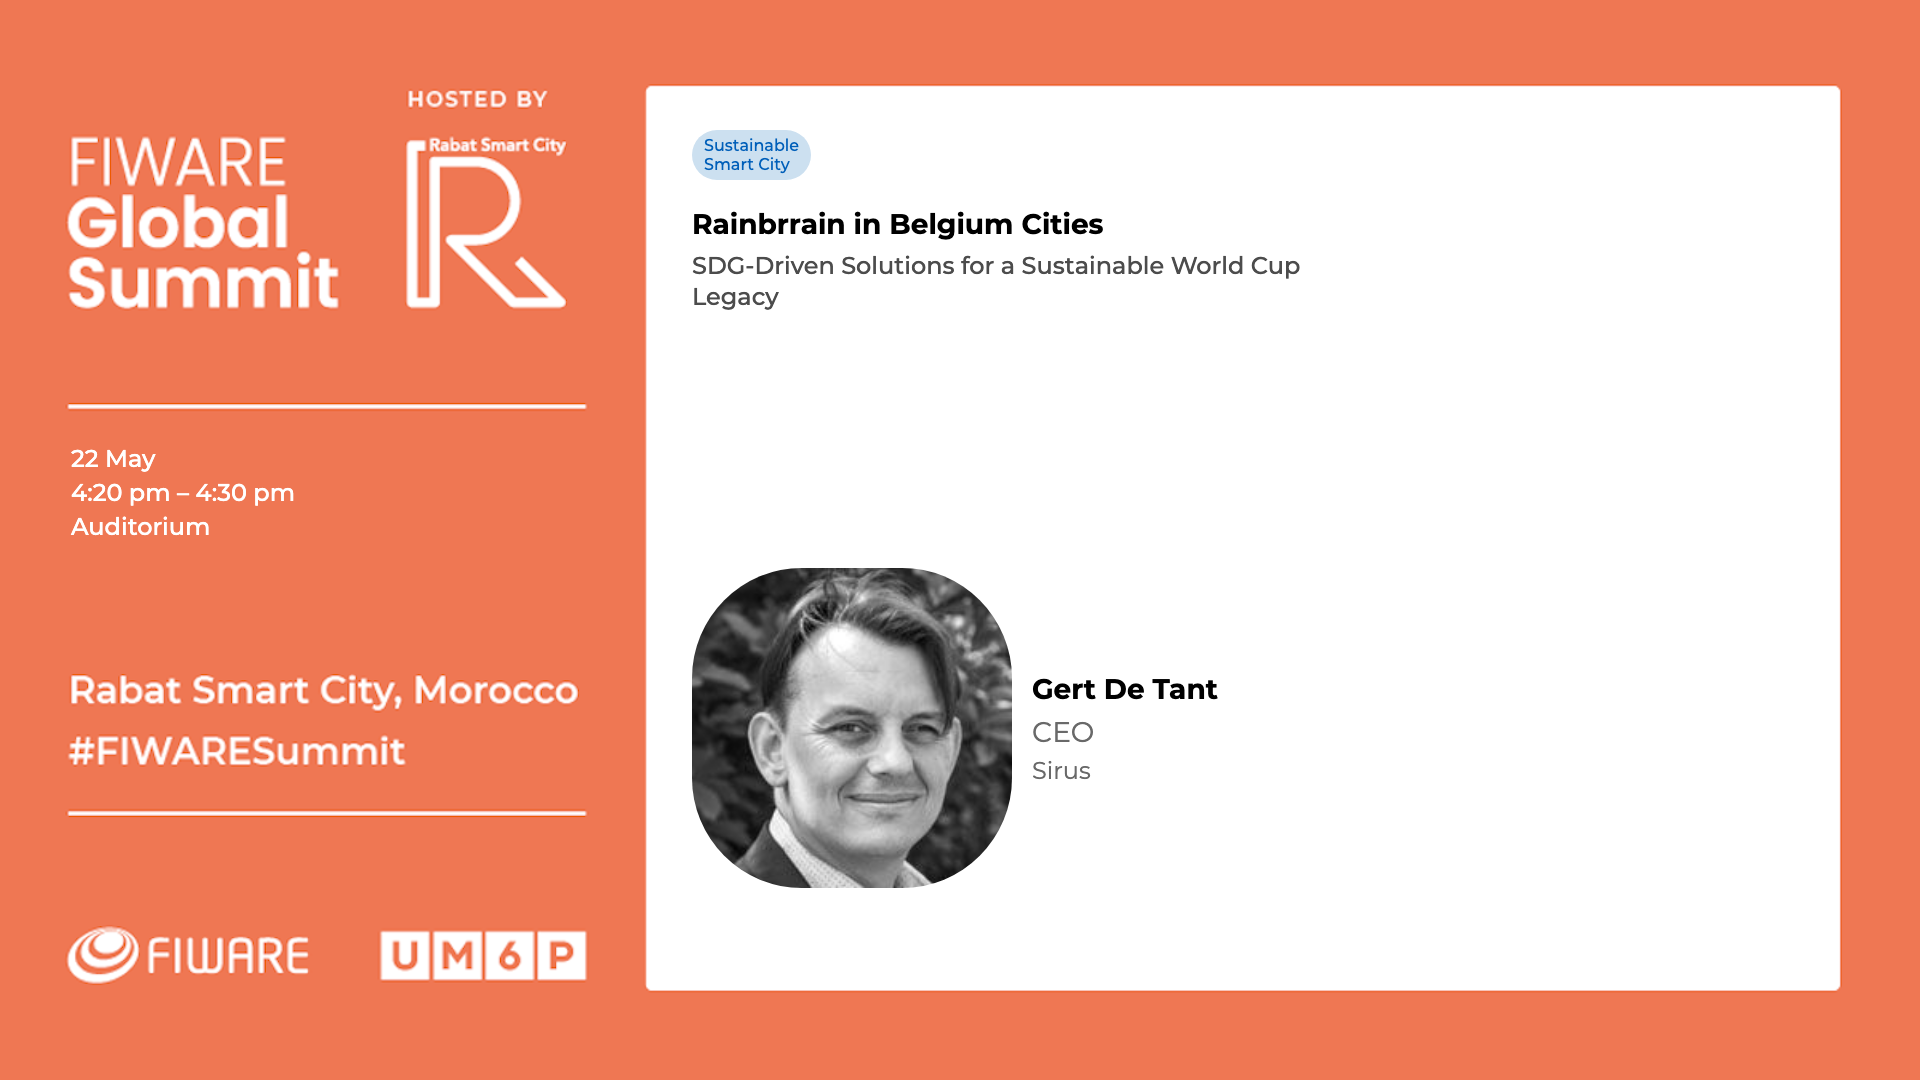 HOSTED BY
FIWARE
Global
Summit
Rabat Smart City
R
22 May
4:20 pm – 4:30 pm
Auditorium
Rabat Smart City, Morocco
#FIWARESummit
FIWARE
UM6P
Sustainable
Smart City
Rainbrrain in Belgium Cities
SDG-Driven Solutions for a Sustainable World Cup
Legacy
Gert De Tant
CEO
Sirus